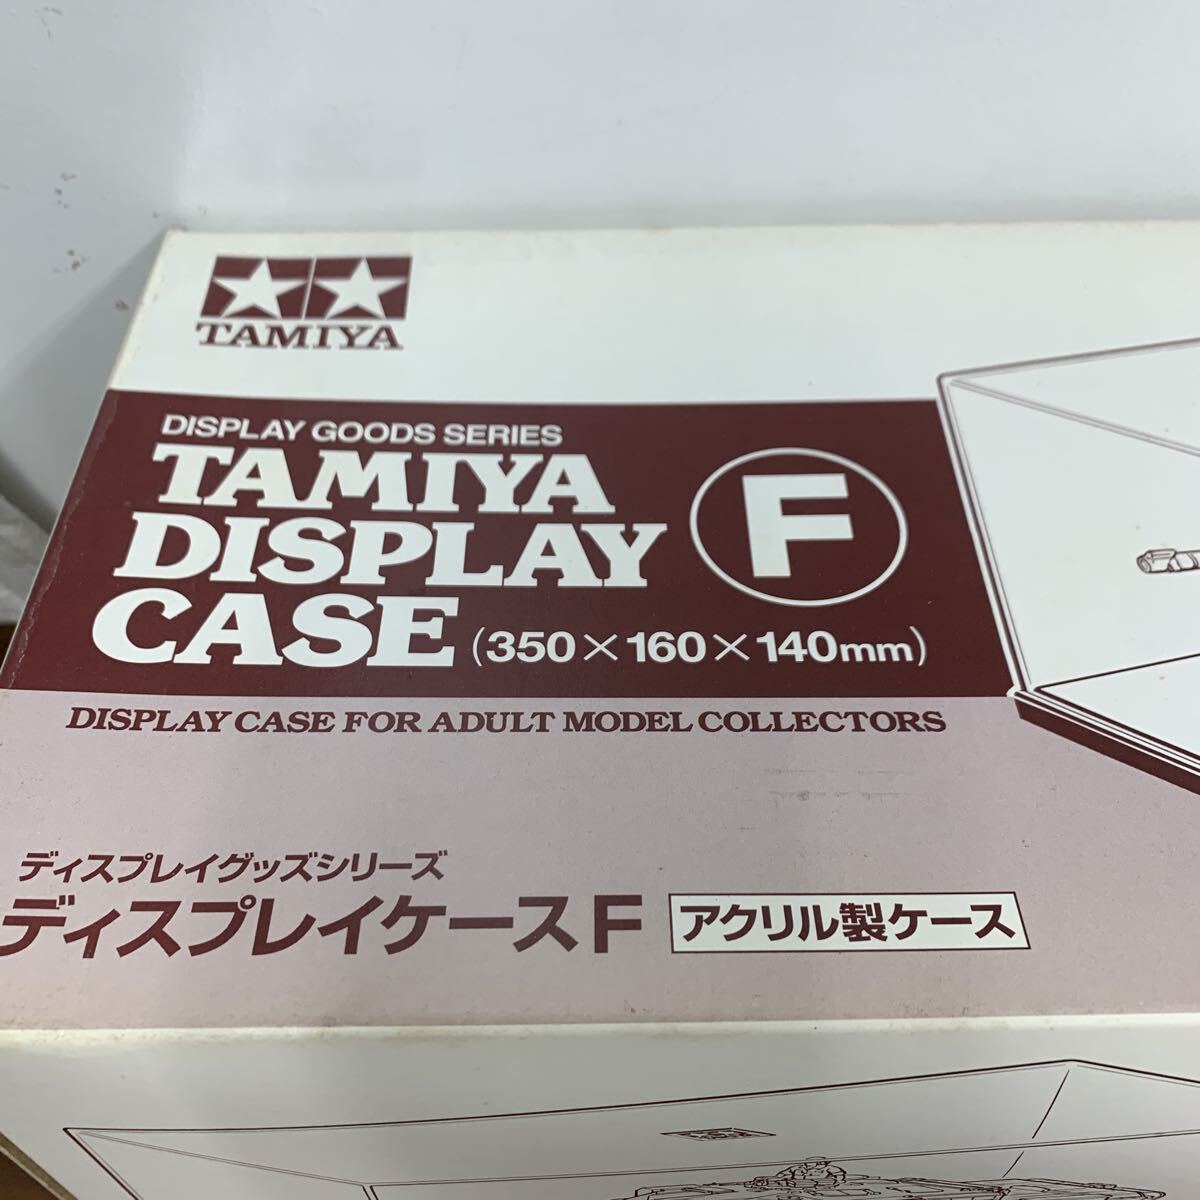 TAMIYA
DISPLAY GOODS SERIES
TAMIYA
DISPLAY
CASE (350×160×140mm)
F
DISPLAY CASE FOR ADULT MODEL COLLECTORS
ディスプレイグッズシリーズ
ディスプレイケースF アクリル製ケース